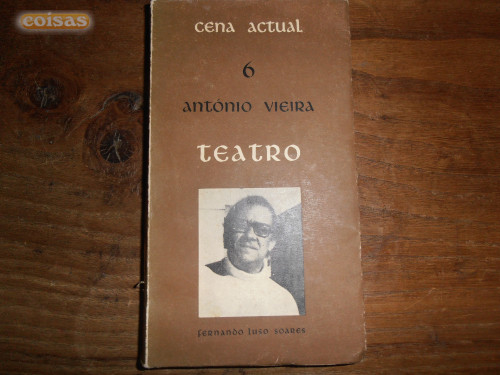 coisas
CENA ACTUAL
6
ANTÓNIO VIEIRA
TEATRO
FERNANDO LUSO SOARES